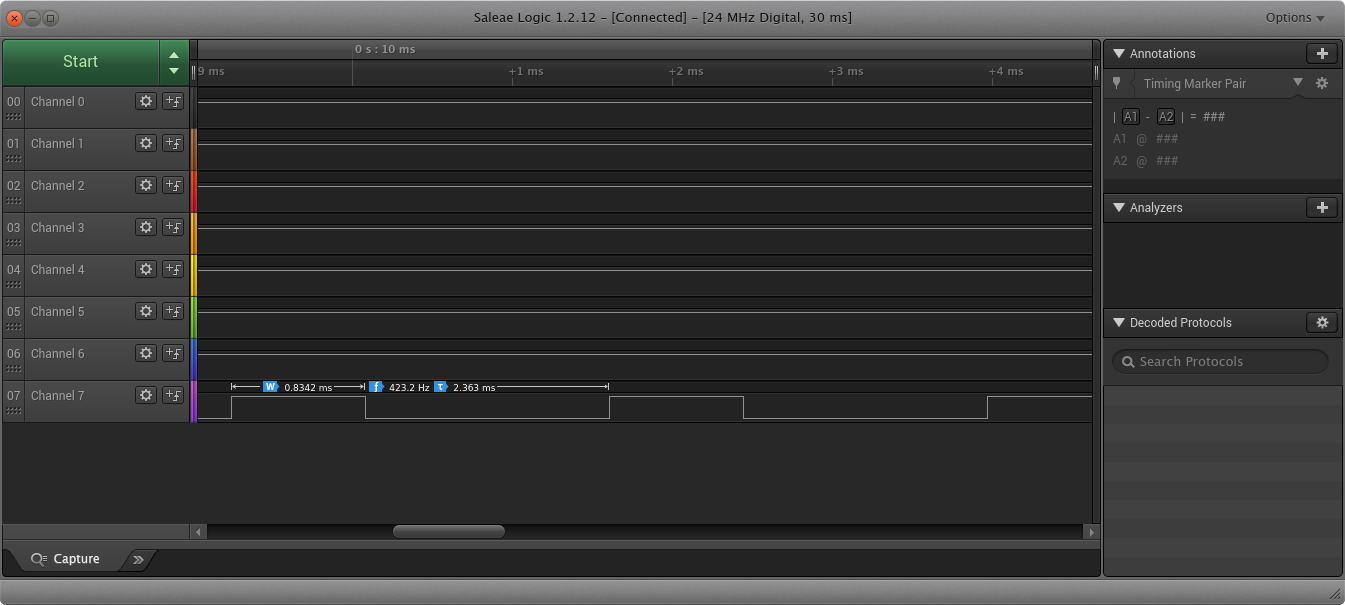 Saleae Logic 1.2.12 - [Connected] - [24 MHz Digital, 30 ms]
Options
Start
0 s : 10 ms
9 ms
+1 ms
+2 ms
+3 ms
+4 ms
00 Channel 0
01 Channel 1
02 Channel 2
03 Channel 3
04 Channel 4
05 Channel 5
06 Channel 6
07 Channel 7
W 0.8342 ms
f 423.2 Hz
τ 2.363 ms
Annotations
Timing Marker Pair
| A1 - A2 | = ###
A1 @ ###
A2 @ ###
Analyzers
Decoded Protocols
Search Protocols
Capture